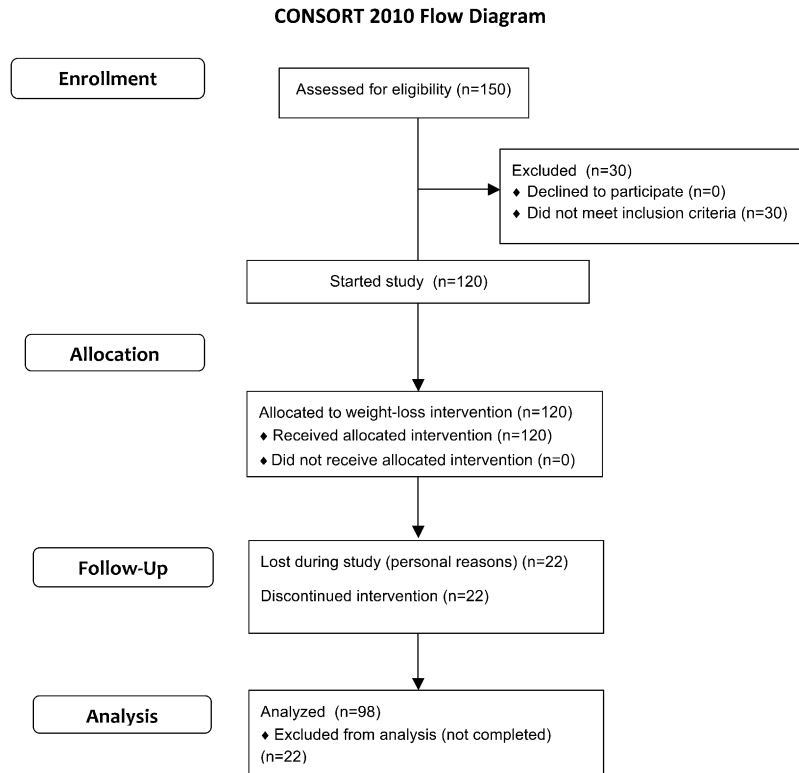 CONSORT 2010 Flow Diagram
Enrollment
Assessed for eligibility (n=150)
Excluded (n=30)
♦ Declined to participate (n=0)
♦ Did not meet inclusion criteria (n=30)
Started study (n=120)
Allocation
Allocated to weight-loss intervention (n=120)
♦ Received allocated intervention (n=120)
♦ Did not receive allocated intervention (n=0)
Follow-Up
Lost during study (personal reasons) (n=22)
Discontinued intervention (n=22)
Analysis
Analyzed (n=98)
♦ Excluded from analysis (not completed)
(n=22)